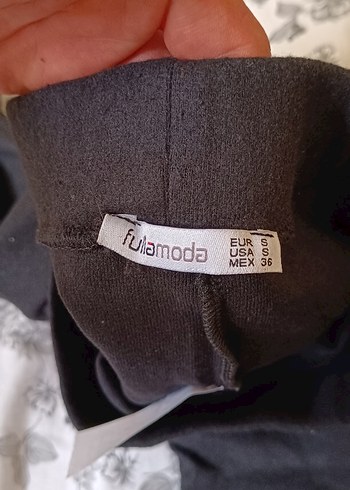 fullamoda
EUR S
USA S
MEX 36